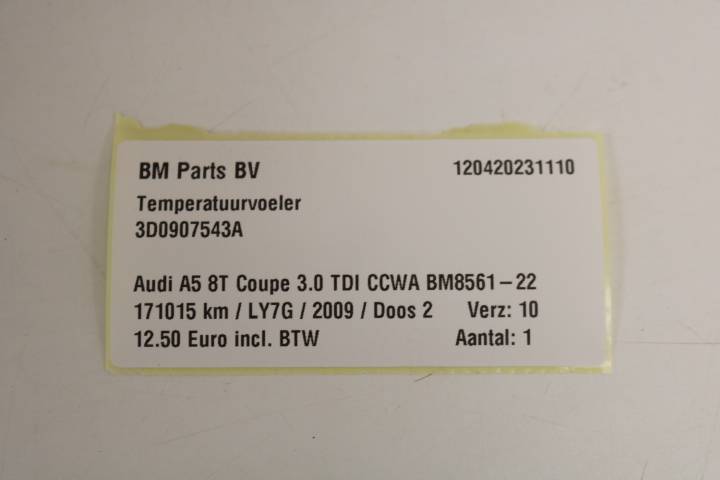 BM Parts BV 120420231110
Temperatuurvoeler
3D0907543A
Audi A5 8T Coupe 3.0 TDI CCWA BM8561-22
171015 km / LY7G / 2009 / Doos 2 Verz: 10
12.50 Euro incl. BTW Aantal: 1